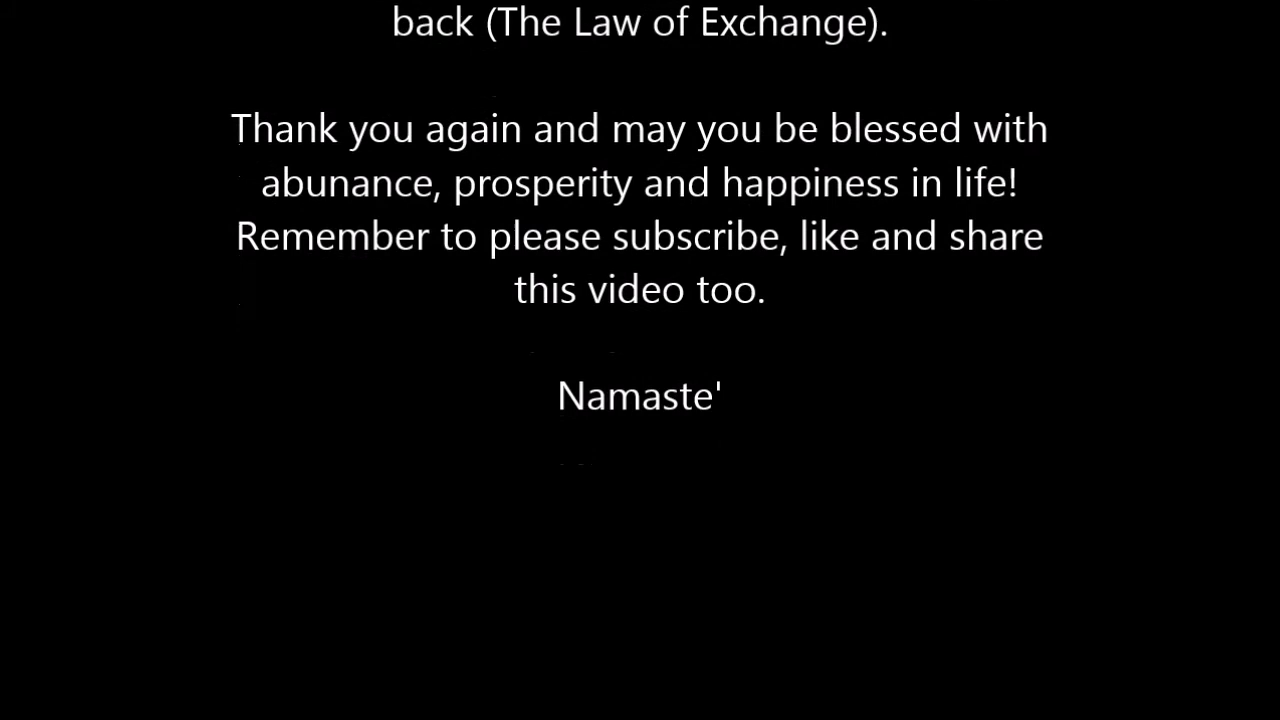 back (The Law of Exchange).
Thank you again and may you be blessed with
abunance, prosperity and happiness in life!
Remember to please subscribe, like and share
this video too.
Namaste'